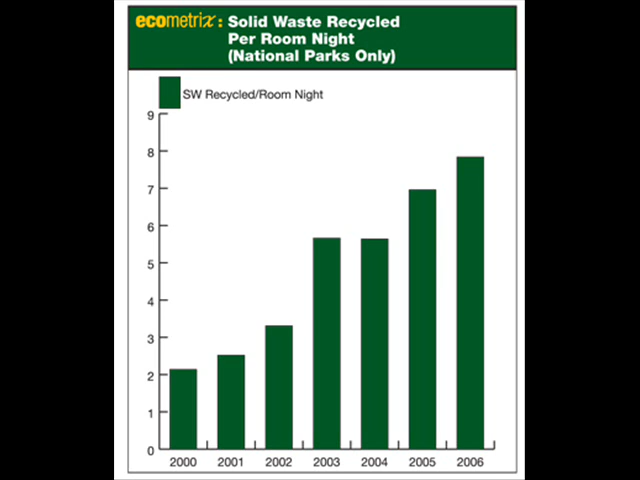 ecometrix: Solid Waste Recycled
Per Room Night
(National Parks Only)
SW Recycled/Room Night
9
8
7
6
5
4
3
2
1
0
2000 2001 2002 2003 2004 2005 2006